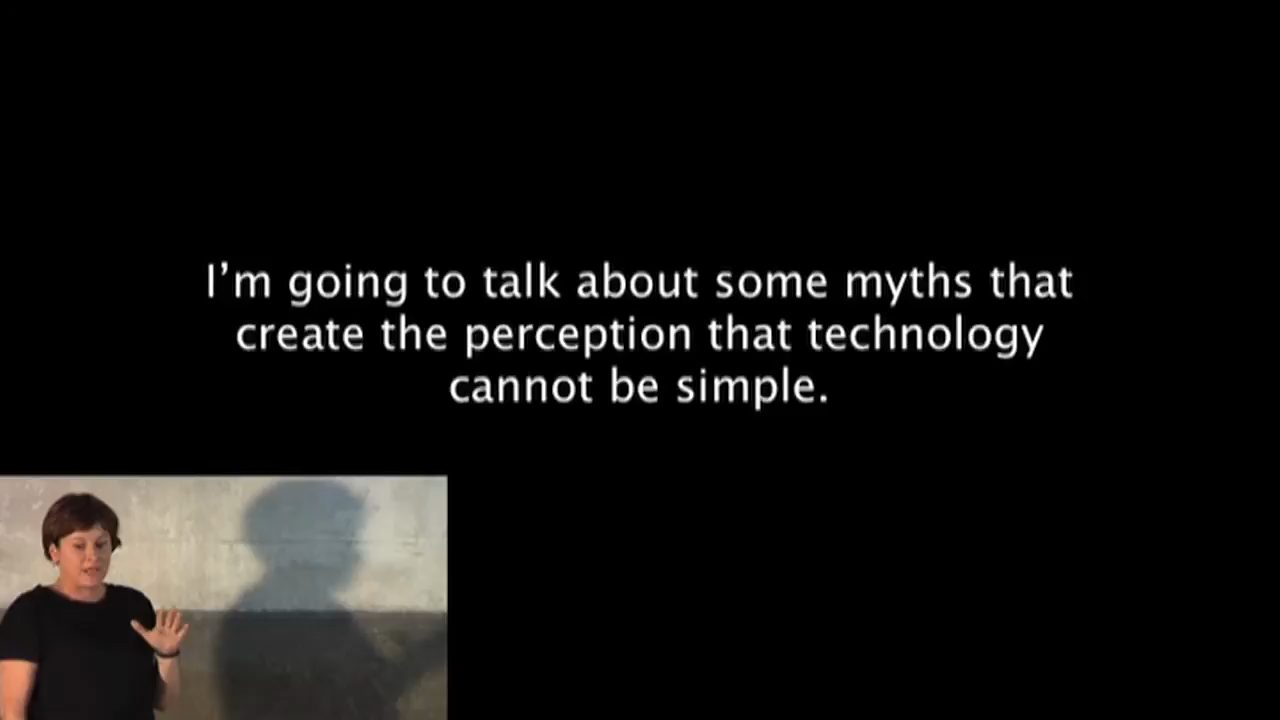 I’m going to talk about some myths that
create the perception that technology
cannot be simple.